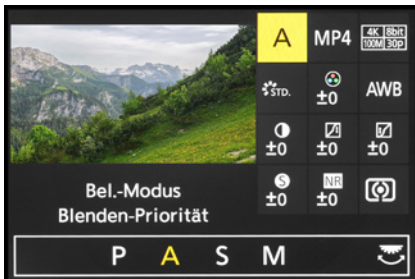 A MP4 4K 8bit 100M 30p
STD. ±0 AWB
±0 ±0 ±0
S ±0 NR ±0
Bel.-Modus
Blenden-Priorität
P A S M